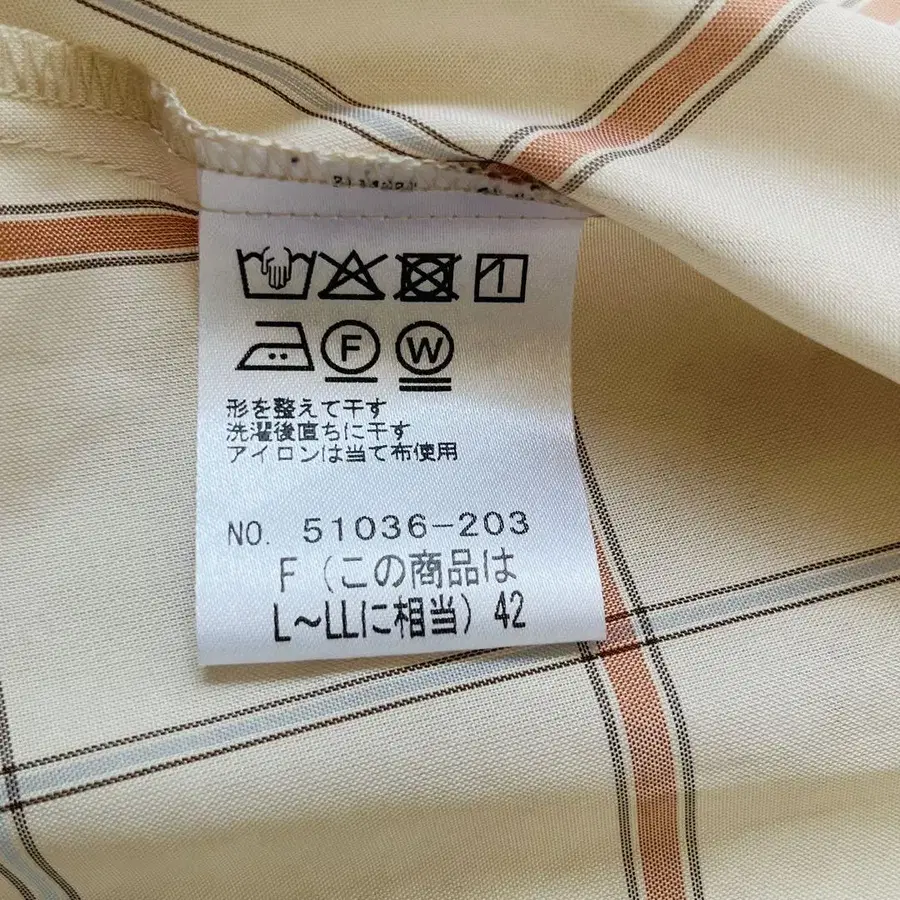 F W
形を整えて干す
洗濯後直ちに干す
アイロンは当て布使用
NO. 51036-203
F (この商品は
L〜LLに相当) 42